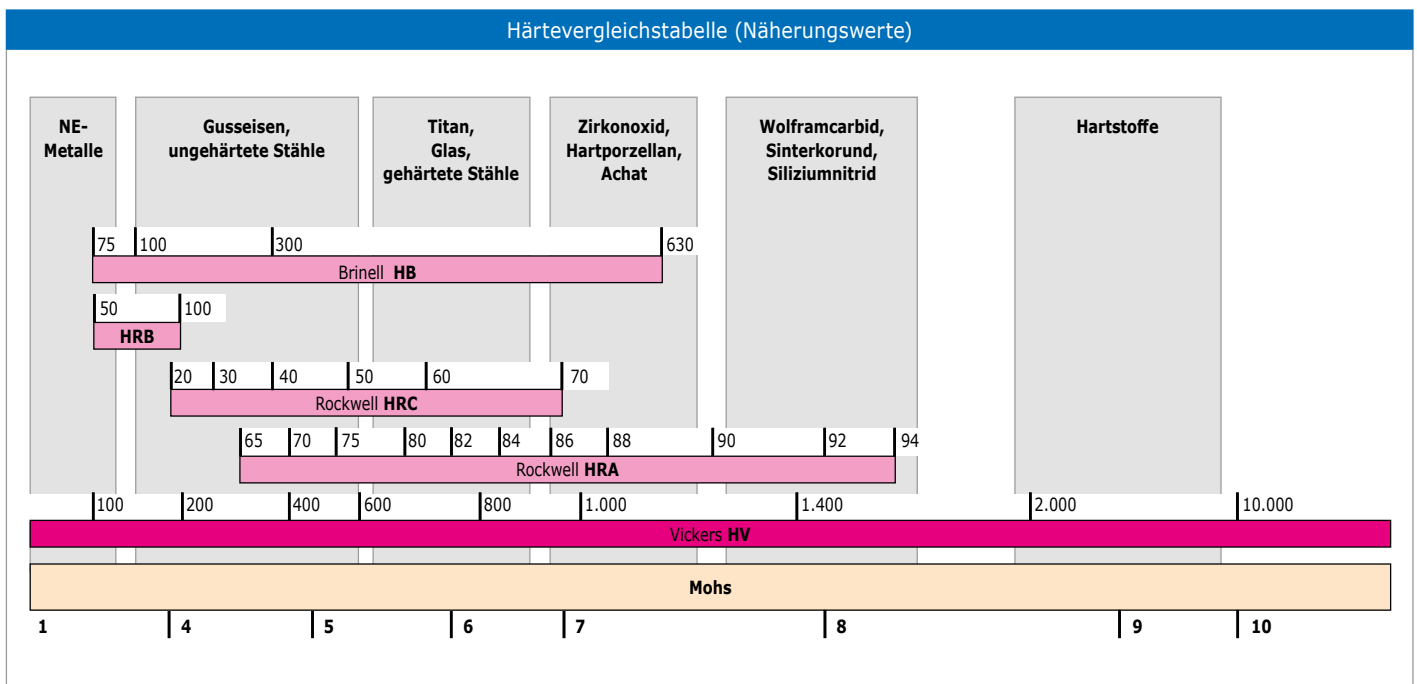 Härtevergleichstabelle (Näherungswerte)
NE-
Metalle
Gusseisen,
ungehärtete Stähle
Titan,
Glas,
gehärtete Stähle
Zirkonoxid,
Hartporzellan,
Achat
Wolframcarbid,
Sinterkorund,
Siliziumnitrid
Hartstoffe
75 100 300 630
Brinell HB
50 100
HRB
20 30 40 50 60 70
Rockwell HRC
65 70 75 80 82 84 86 88 90 92 94
Rockwell HRA
100 200 400 600 800 1.000 1.400 2.000 10.000
Vickers HV
Mohs
1 4 5 6 7 8 9 10